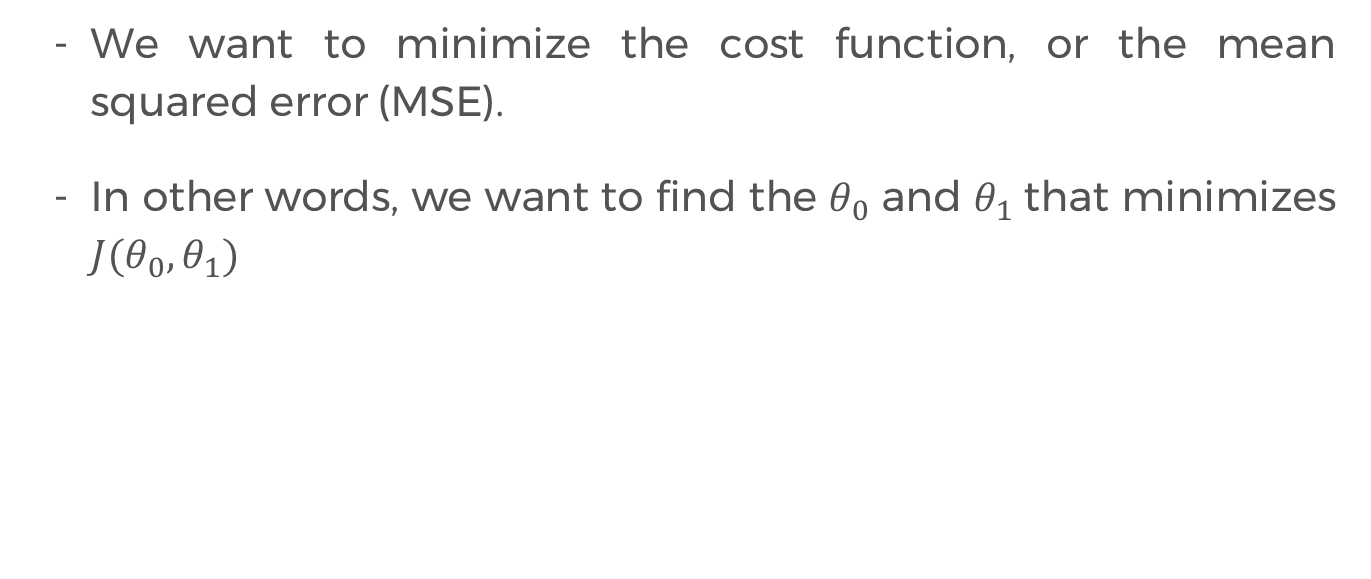 - We want to minimize the cost function, or the mean
squared error (MSE).
- In other words, we want to find the θ₀ and θ₁ that minimizes
J(θ₀, θ₁)